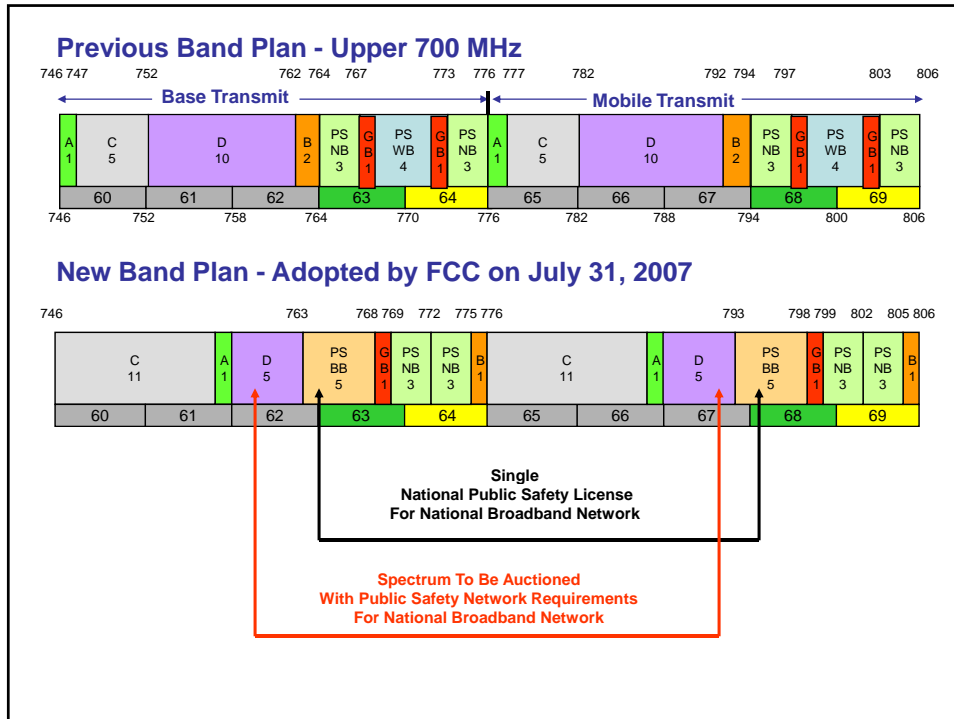 Previous Band Plan - Upper 700 MHz
746 747 752 762 764 767 773 776 777 782 792 794 797 803 806
Base Transmit Mobile Transmit
A 1 C 5 D 10 B 2 PS NB 3 GB1 PS WB 4 GB1 PS NB 3 A 1 C 5 D 10 B 2 PS NB 3 GB1 PS WB 4 GB1 PS NB 3
60 61 62 63 64 65 66 67 68 69
746 752 758 764 770 776 782 788 794 800 806
New Band Plan - Adopted by FCC on July 31, 2007
746 763 768 769 772 775 776 793 798 799 802 805 806
C 11 A 1 D 5 PS BB 5 GB1 PS NB 3 PS NB 3 B 1 C 11 A 1 D 5 PS BB 5 GB1 PS NB 3 PS NB 3 B 1
60 61 62 63 64 65 66 67 68 69
Single
National Public Safety License
For National Broadband Network
Spectrum To Be Auctioned
With Public Safety Network Requirements
For National Broadband Network